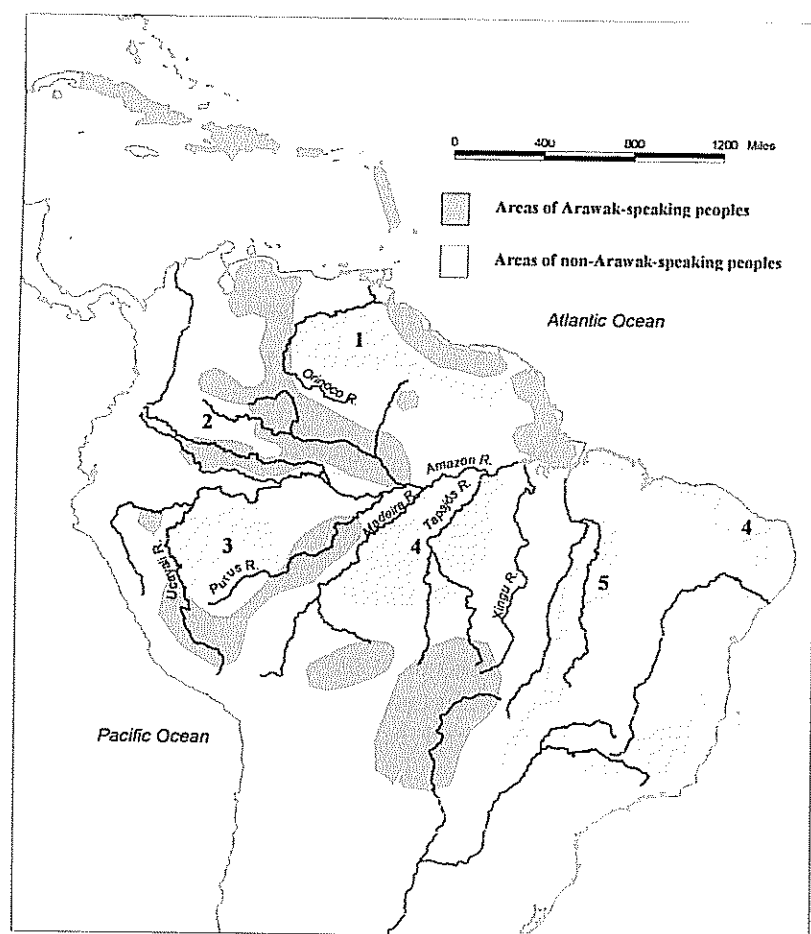 0 400 800 1200 Miles
Areas of Arawak-speaking peoples
Areas of non-Arawak-speaking peoples
Atlantic Ocean
1
Orinoco R.
2
Amazon R.
Madeira R.
Tapajós R.
4
4
3
Purus R.
Ucayali R.
Xingu R.
5
Pacific Ocean